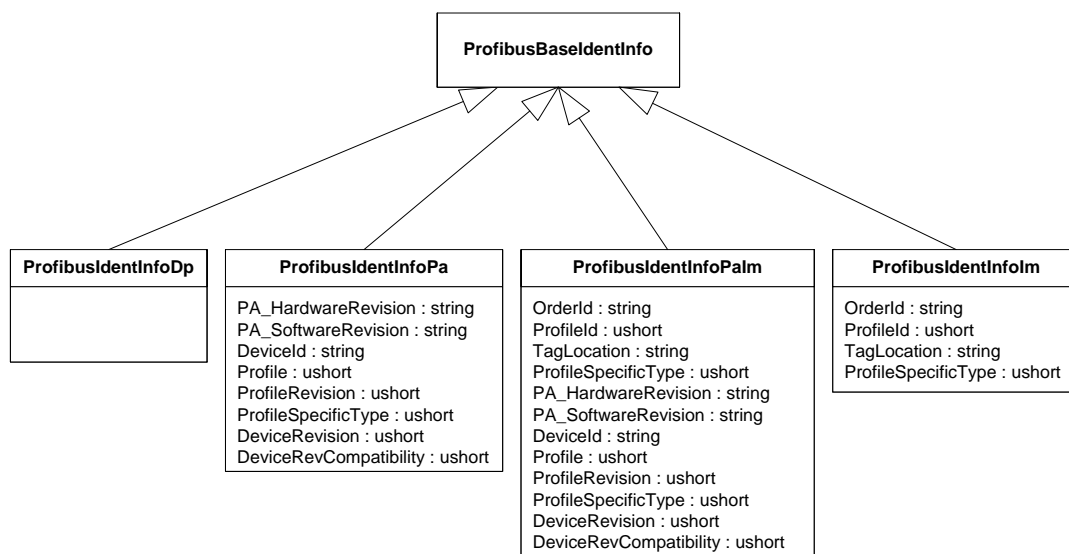 ProfibusBaseIdentInfo
ProfibusIdentInfoDp
ProfibusIdentInfoPa
PA_HardwareRevision : string
PA_SoftwareRevision : string
DeviceId : string
Profile : ushort
ProfileRevision : ushort
ProfileSpecificType : ushort
DeviceRevision : ushort
DeviceRevCompatibility : ushort
ProfibusIdentInfoPaIm
OrderId : string
ProfileId : ushort
TagLocation : string
ProfileSpecificType : ushort
PA_HardwareRevision : string
PA_SoftwareRevision : string
DeviceId : string
Profile : ushort
ProfileRevision : ushort
ProfileSpecificType : ushort
DeviceRevision : ushort
DeviceRevCompatibility : ushort
ProfibusIdentInfoIm
OrderId : string
ProfileId : ushort
TagLocation : string
ProfileSpecificType : ushort